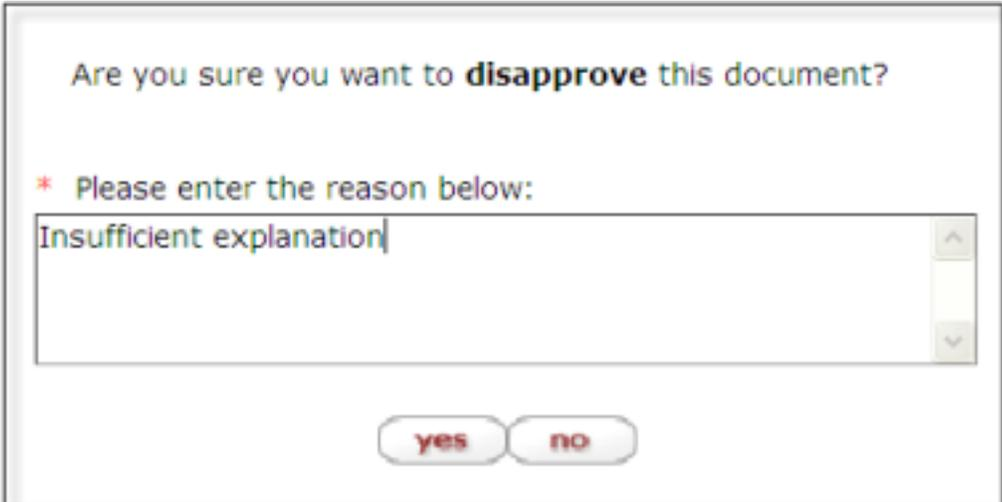 Are you sure you want to disapprove this document?
* Please enter the reason below:
Insufficient explanation
yes no